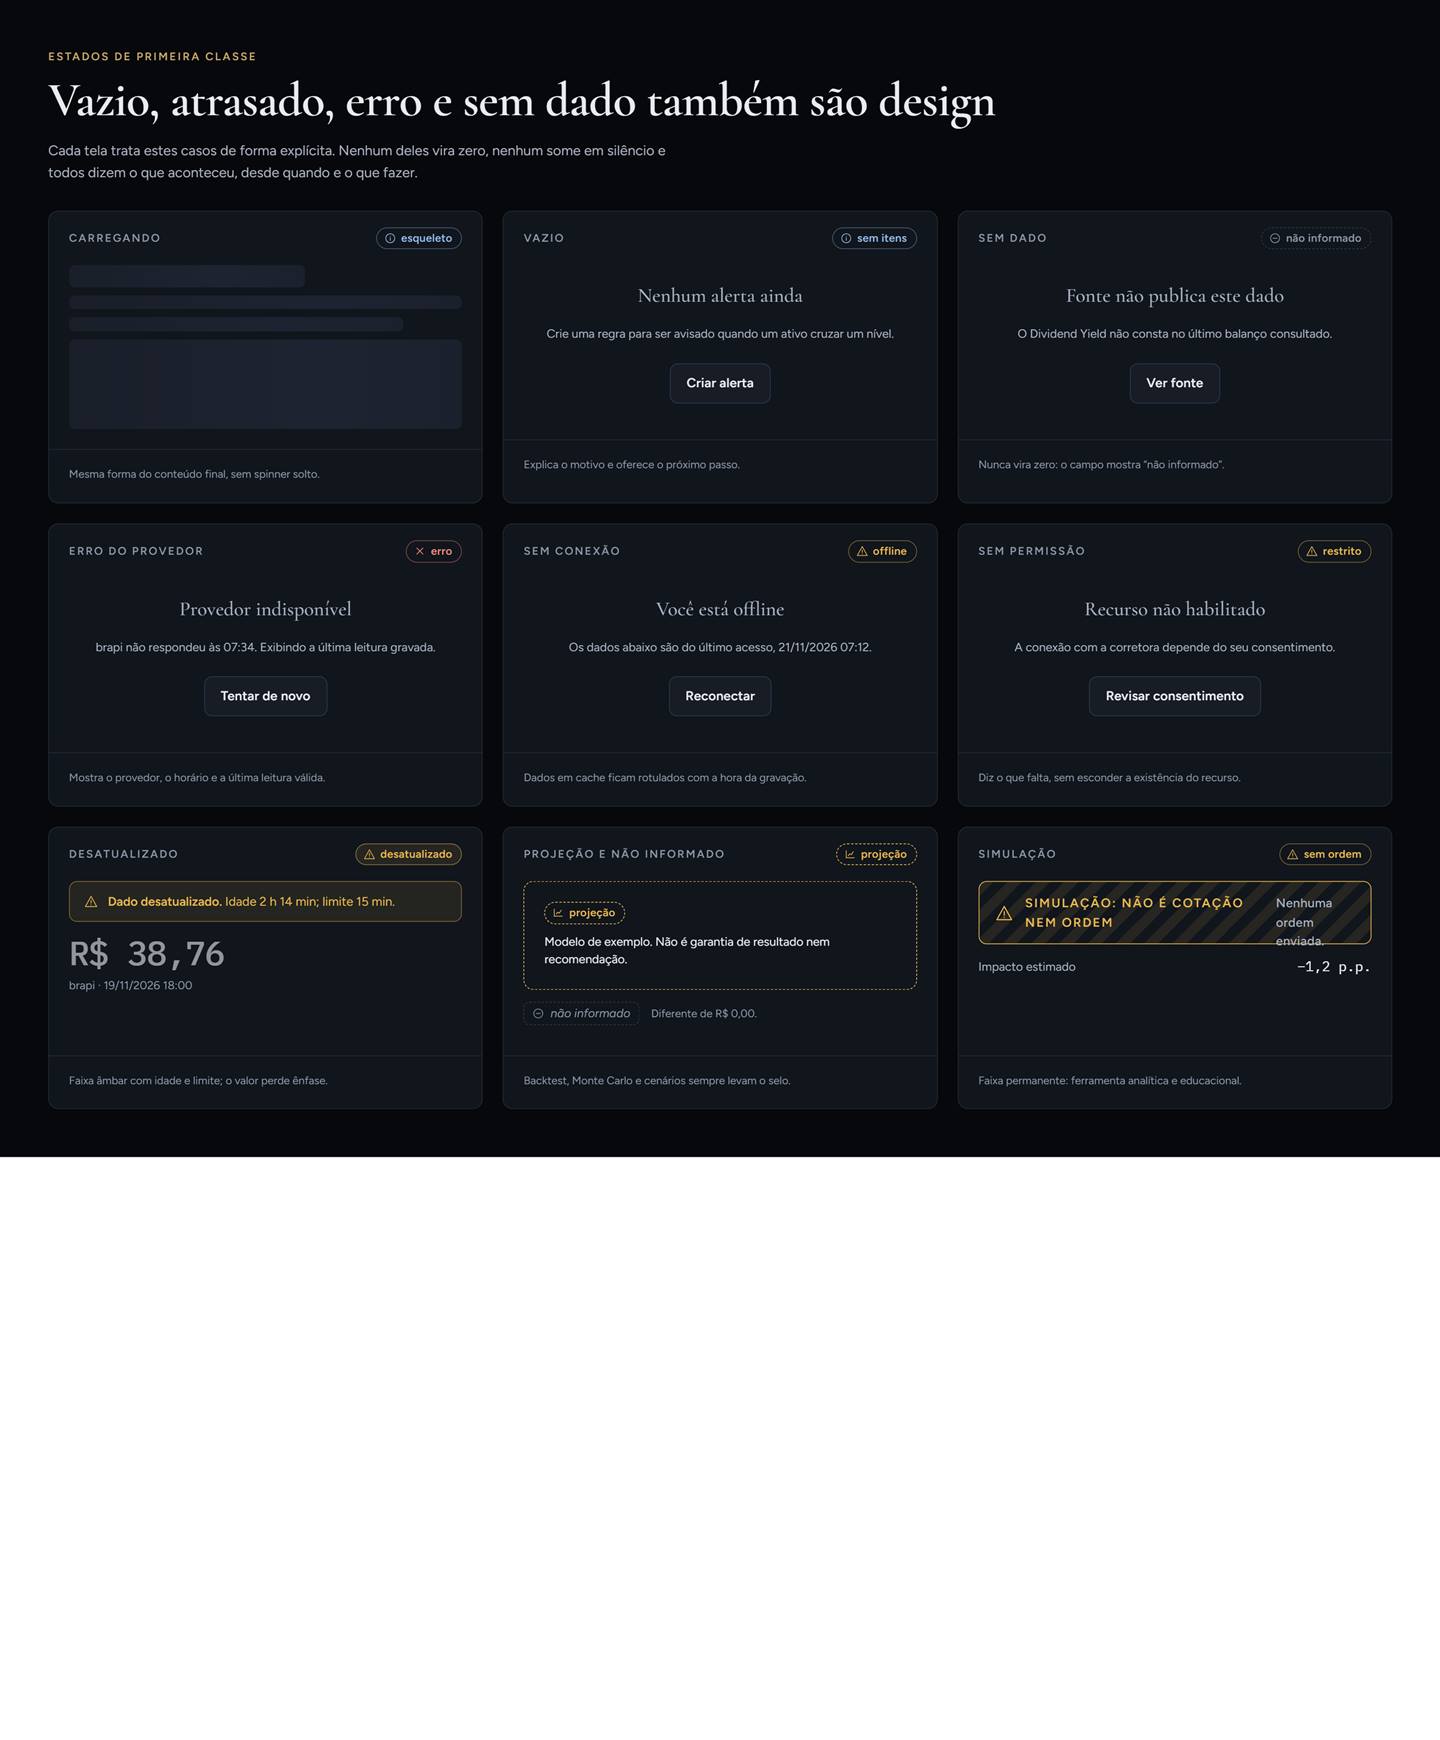 ESTADOS DE PRIMEIRA CLASSE
Vazio, atrasado, erro e sem dado também são design
Cada tela trata estes casos de forma explícita. Nenhum deles vira zero, nenhum some em silêncio e
todos dizem o que aconteceu, desde quando e o que fazer.
CARREGANDO
esqueleto
Mesma forma do conteúdo final, sem spinner solto.
VAZIO
sem itens
Nenhum alerta ainda
Crie uma regra para ser avisado quando um ativo cruzar um nível.
Criar alerta
Explica o motivo e oferece o próximo passo.
SEM DADO
não informado
Fonte não publica este dado
O Dividend Yield não consta no último balanço consultado.
Ver fonte
Nunca vira zero: o campo mostra “não informado”.
ERRO DO PROVEDOR
erro
Provedor indisponível
brapi não respondeu às 07:34. Exibindo a última leitura gravada.
Tentar de novo
Mostra o provedor, o horário e a última leitura válida.
SEM CONEXÃO
offline
Você está offline
Os dados abaixo são do último acesso, 21/11/2026 07:12.
Reconectar
Dados em cache ficam rotulados com a hora da gravação.
SEM PERMISSÃO
restrito
Recurso não habilitado
A conexão com a corretora depende do seu consentimento.
Revisar consentimento
Diz o que falta, sem esconder a existência do recurso.
DESATUALIZADO
desatualizado
Dado desatualizado. Idade 2 h 14 min; limite 15 min.
R$ 38,76
brapi · 19/11/2026 18:00
Faixa âmbar com idade e limite; o valor perde ênfase.
PROJEÇÃO E NÃO INFORMADO
projeção
projeção
Modelo de exemplo. Não é garantia de resultado nem
recomendação.
não informado
Diferente de R$ 0,00.
Backtest, Monte Carlo e cenários sempre levam o selo.
SIMULAÇÃO
sem ordem
SIMULAÇÃO: NÃO É COTAÇÃO
NEM ORDEM
Nenhuma
ordem
enviada.
Impacto estimado
−1,2 p.p.
Faixa permanente: ferramenta analítica e educacional.